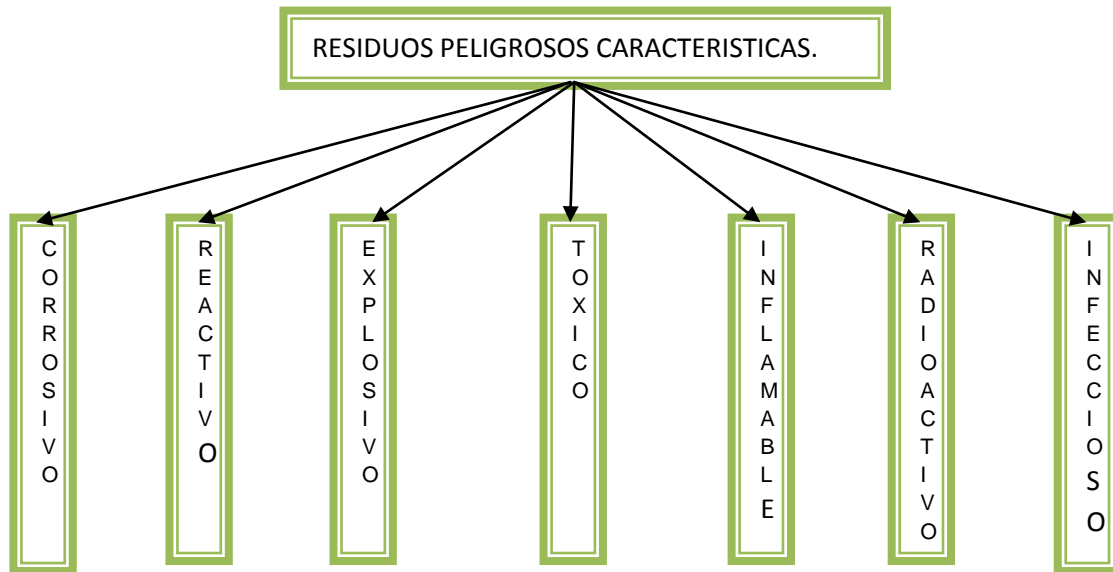 RESIDUOS PELIGROSOS CARACTERISTICAS.
CORROSIVO
REACTIVO
EXPLOSIVO
TOXICO
INFLAMABLE
RADIOACTIVO
INFECCIOSO